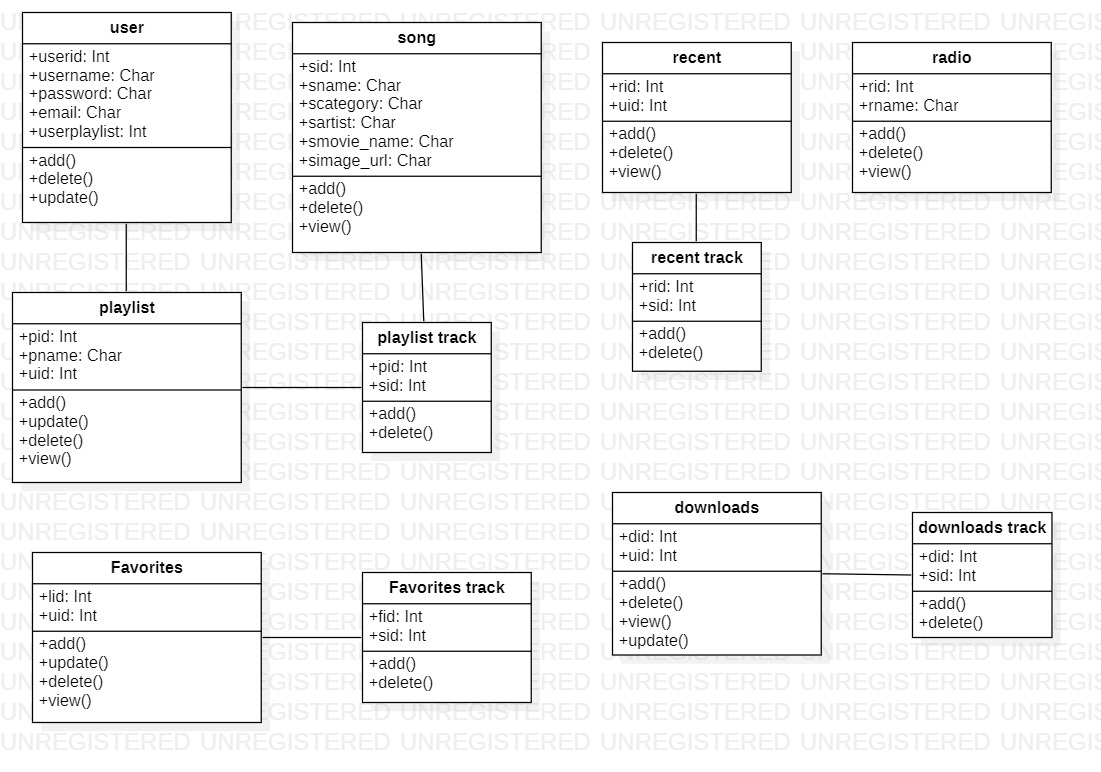 user
+userid: Int
+username: Char
+password: Char
+email: Char
+userplaylist: Int
+add()
+delete()
+update()
song
+sid: Int
+sname: Char
+scategory: Char
+sartist: Char
+smovie_name: Char
+simage_url: Char
+add()
+delete()
+view()
recent
+rid: Int
+uid: Int
+add()
+delete()
+view()
radio
+rid: Int
+rname: Char
+add()
+delete()
+view()
recent track
+rid: Int
+sid: Int
+add()
+delete()
playlist
+pid: Int
+pname: Char
+uid: Int
+add()
+update()
+delete()
+view()
playlist track
+pid: Int
+sid: Int
+add()
+delete()
Favorites
+lid: Int
+uid: Int
+add()
+update()
+delete()
+view()
Favorites track
+fid: Int
+sid: Int
+add()
+delete()
downloads
+did: Int
+uid: Int
+add()
+delete()
+view()
+update()
downloads track
+did: Int
+sid: Int
+add()
+delete()
UNREGISTERED